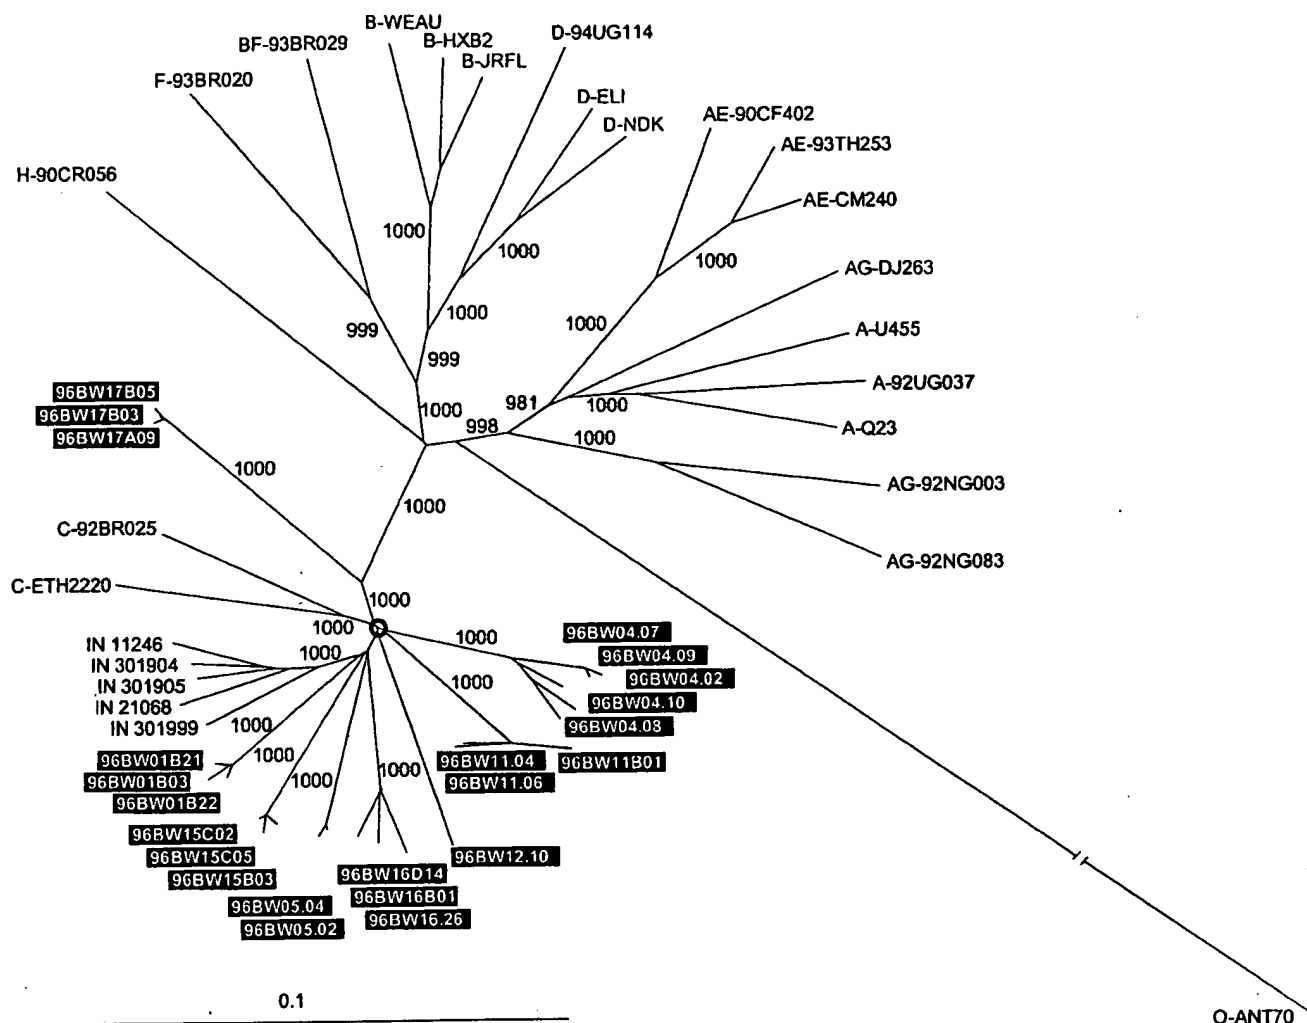 B-WEAU
B-HXB2
D-94UG114
BF-93BR029
B-JRFL
F-93BR020
D-ELI
AE-90CF402
D-NDK
AE-93TH253
H-90CR056
AE-CM240
1000
1000
1000
AG-DJ263
1000
1000
999
A-U455
999
A-92UG037
96BW17B05
981
1000
96BW17B03
1000
998
A-Q23
96BW17A09
1000
1000
AG-92NG003
1000
C-92BR025
AG-92NG083
C-ETH2220
1000
1000
1000
96BW04.07
IN 11246
1000
96BW04.09
IN 301904
1000
96BW04.02
IN 301905
96BW04.10
IN 21068
96BW04.08
IN 301999
1000
1000
96BW01B21
96BW11.04
96BW11B01
1000
1000
96BW01B03
96BW11.06
96BW01B22
96BW15C02
96BW15C05
96BW12.10
96BW15B03
96BW16D14
96BW16B01
96BW05.04
96BW16.26
96BW05.02
0.1
O-ANT70